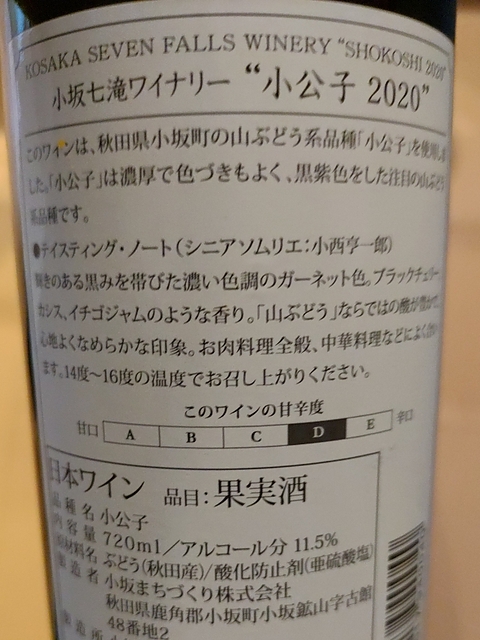 KOSAKA SEVEN FALLS WINERY "SHOKOSHI 2020"
小坂七滝ワイナリー "小公子 2020"
このワインは、秋田県小坂町の山ぶどう系品種「小公子」を使用し
した。「小公子」は濃厚で色づきもよく、黒紫色をした注目の山ぶどう
系品種です。
●テイスティング・ノート(シニアソムリエ:小西亨一郎)
輝きのある黒みを帯びた濃い色調のガーネット色。ブラックチェリー
カシス、イチゴジャムのような香り。「山ぶどう」ならではの酸が豊かで、
心地よくなめらかな印象。お肉料理全般、中華料理などによく合い
ます。14度〜16度の温度でお召し上がりください。
このワインの甘辛度
甘口 A B C D E 辛口
日本ワイン 品目:果実酒
品種名 小公子
内容量 720ml/アルコール分 11.5%
原材料名 ぶどう(秋田産)/酸化防止剤(亜硫酸塩)
製造者 小坂まちづくり株式会社
秋田県鹿角郡小坂町小坂鉱山字古館
48番地2
製造所